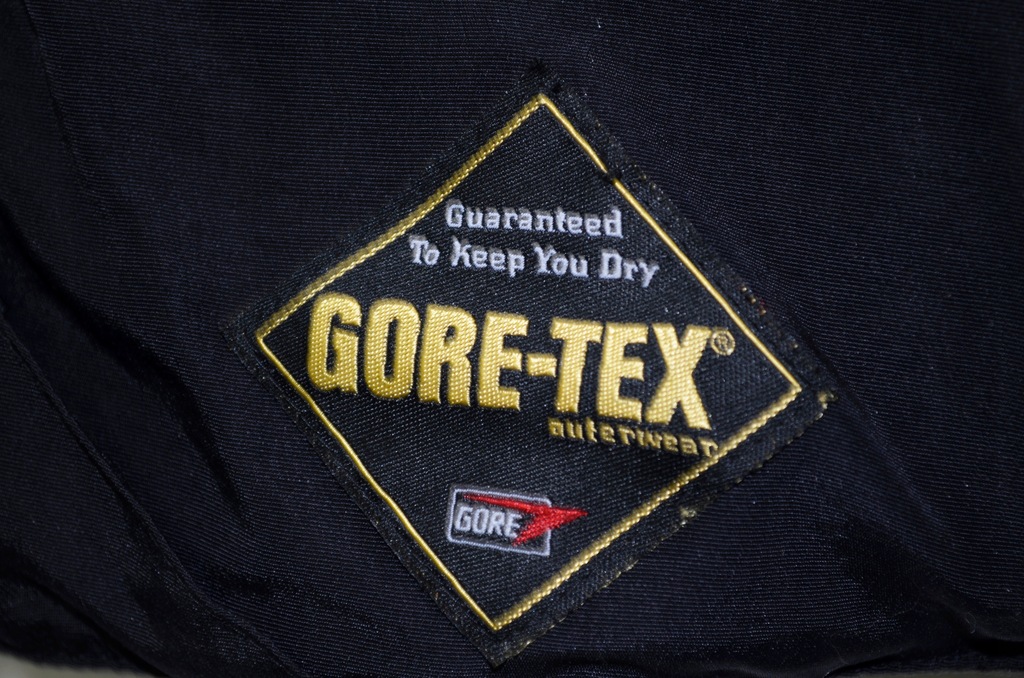 Guaranteed
To Keep You Dry
GORE-TEX®
outerwear
GORE